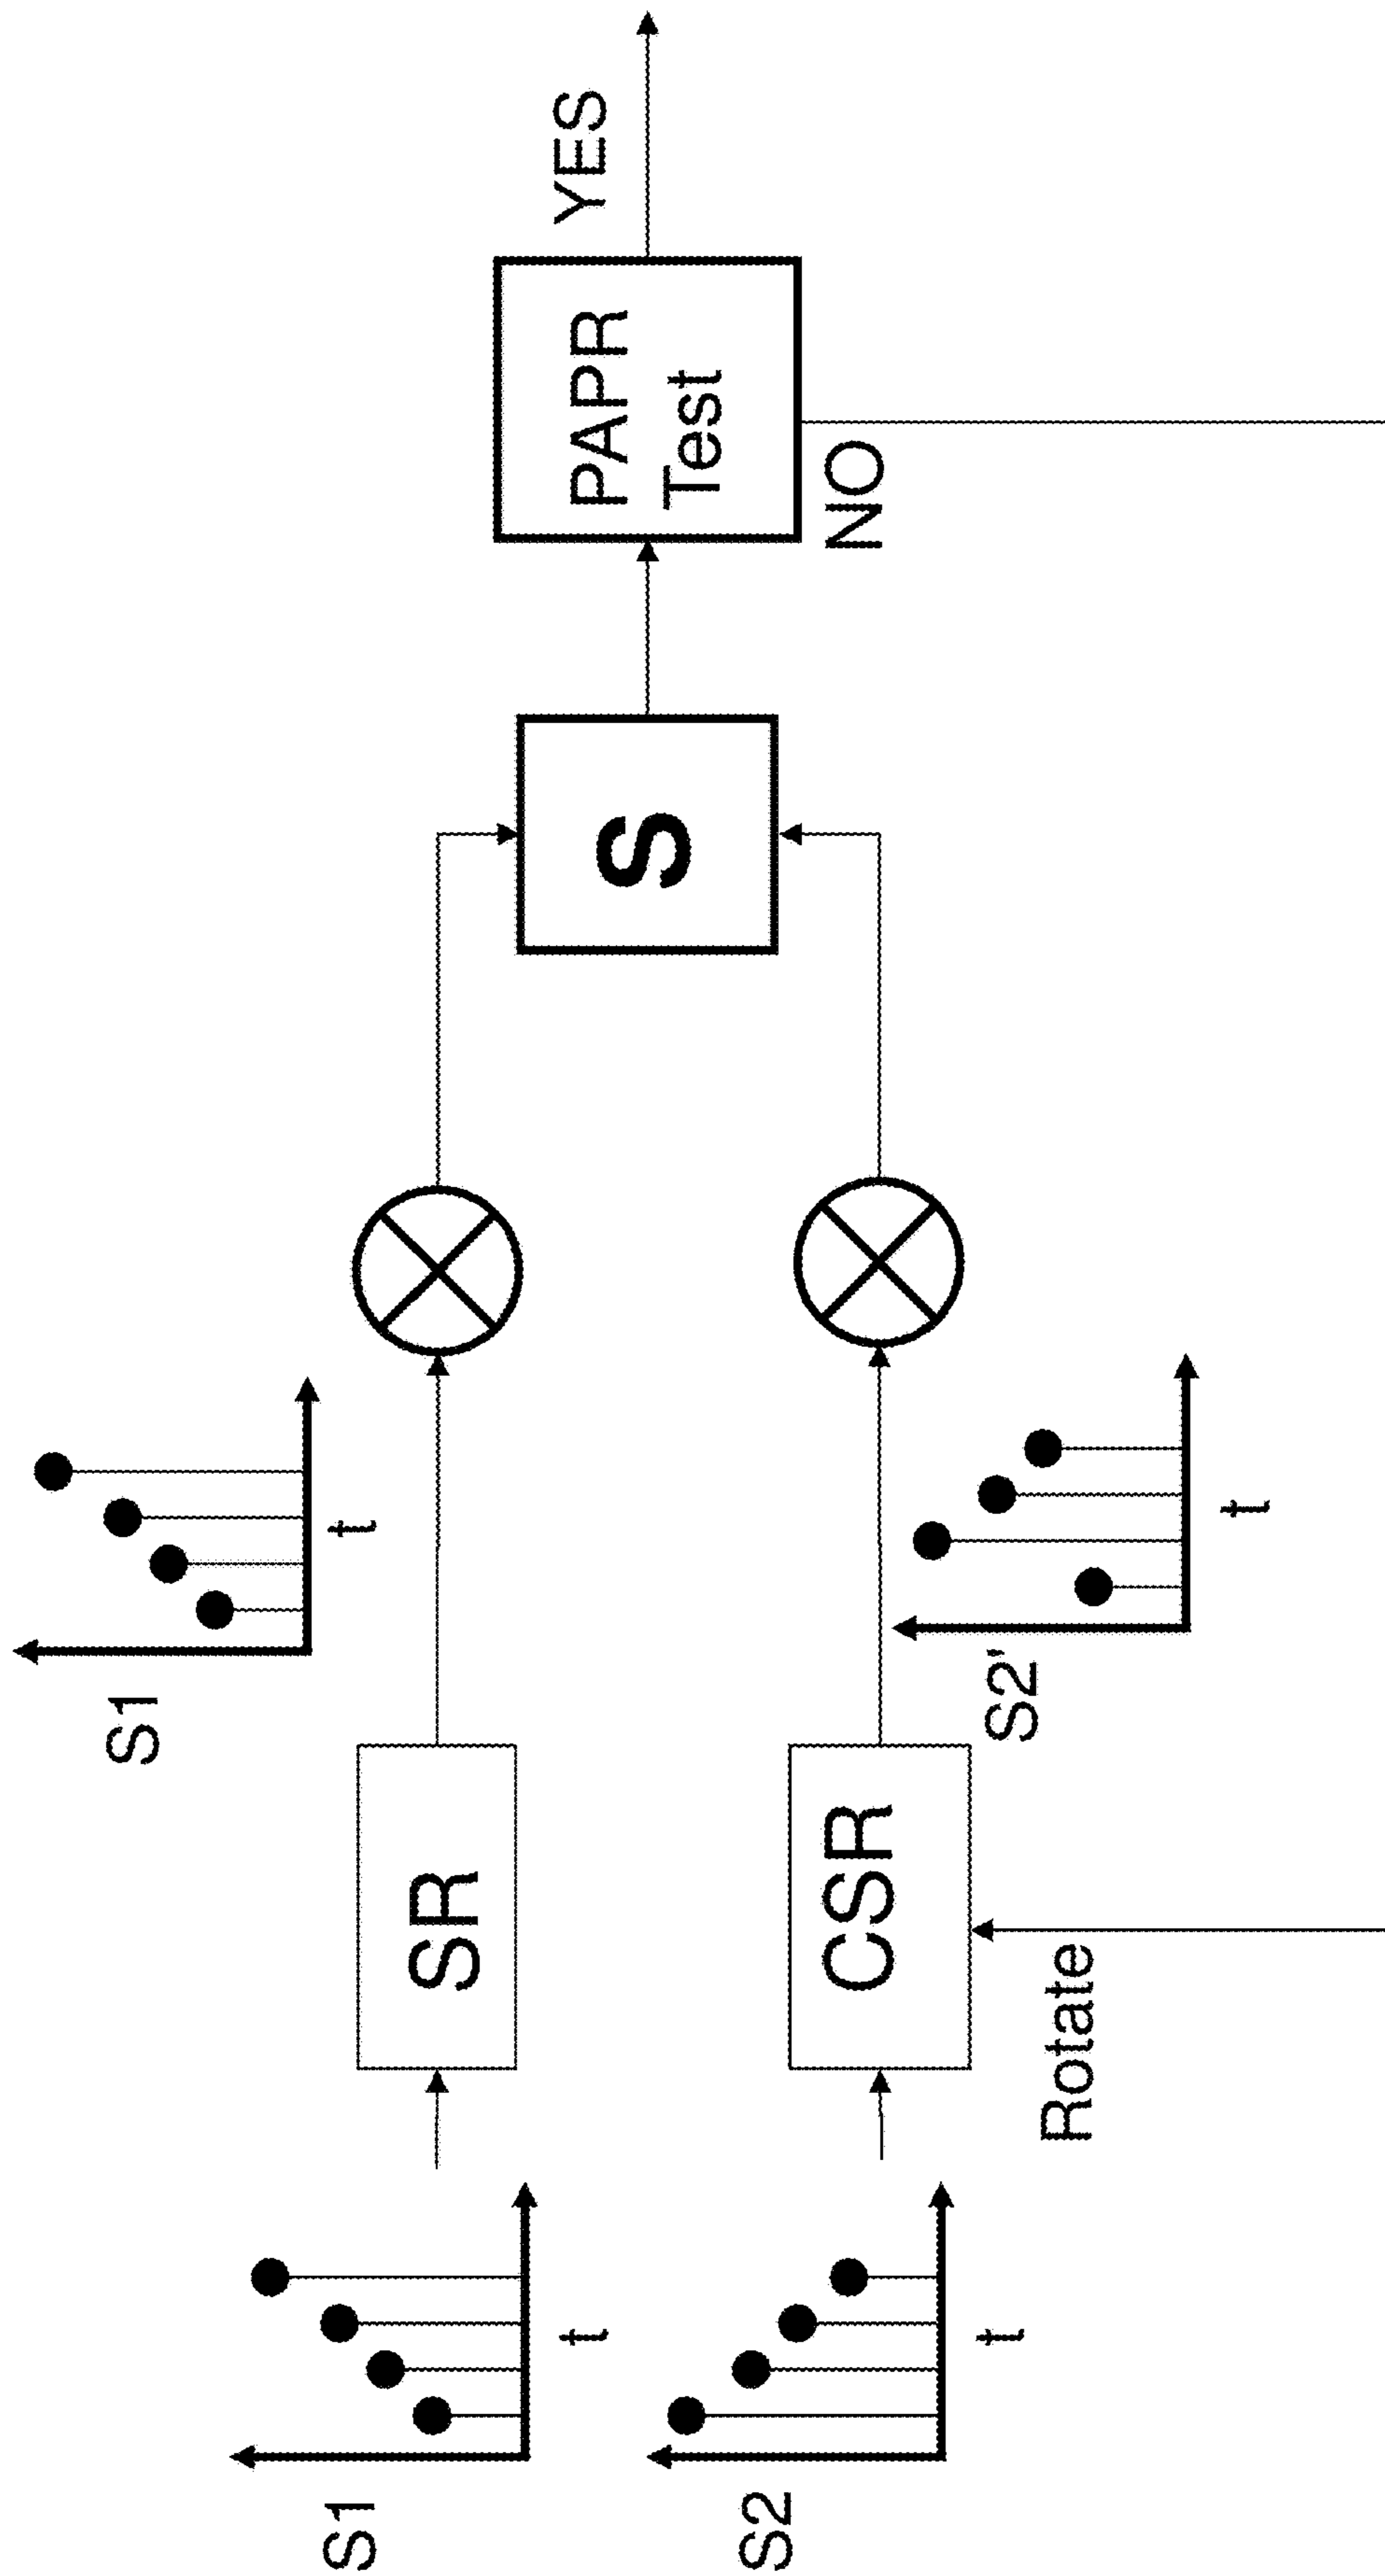 S1
t
SR
S1
t
S2
t
CSR
Rotate
S2'
t
S
PAPR
Test
YES
NO